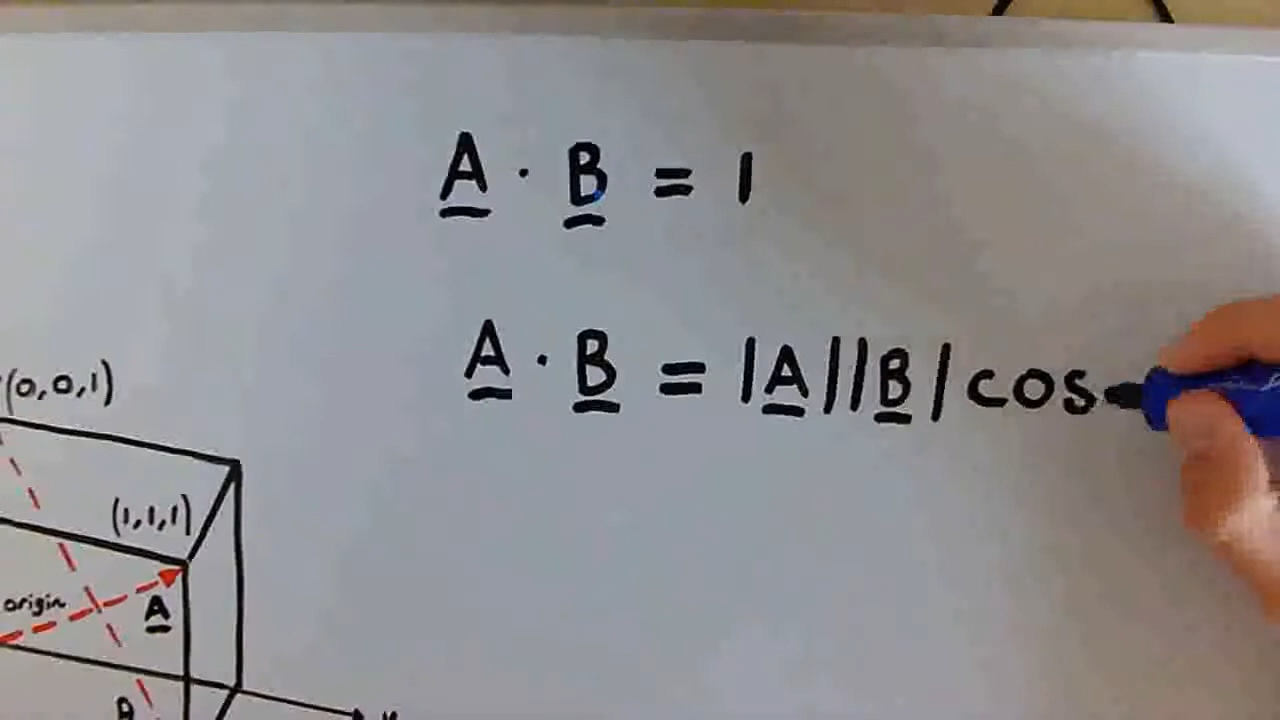 A · B = 1
A · B = |A||B| cos
(0,0,1)
(1,1,1)
origin
A